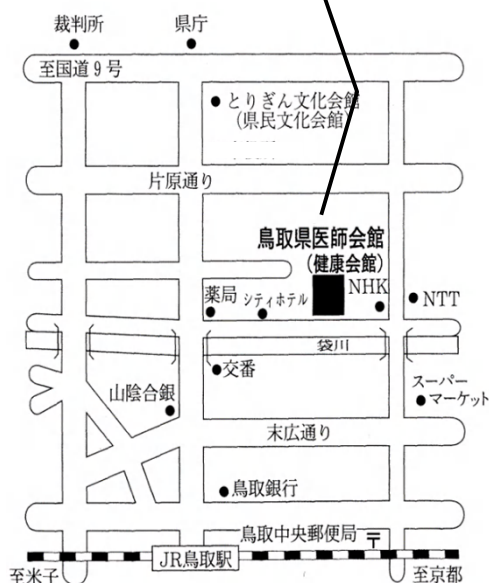 裁判所
県庁
至国道9号
とりぎん文化会館
(県民文化会館)
片原通り
鳥取県医師会館
(健康会館)
薬局
シティホテル
NHK
NTT
袋川
交番
山陰合銀
スーパー
マーケット
末広通り
鳥取銀行
鳥取中央郵便局 〒
JR鳥取駅
至米子
至京都